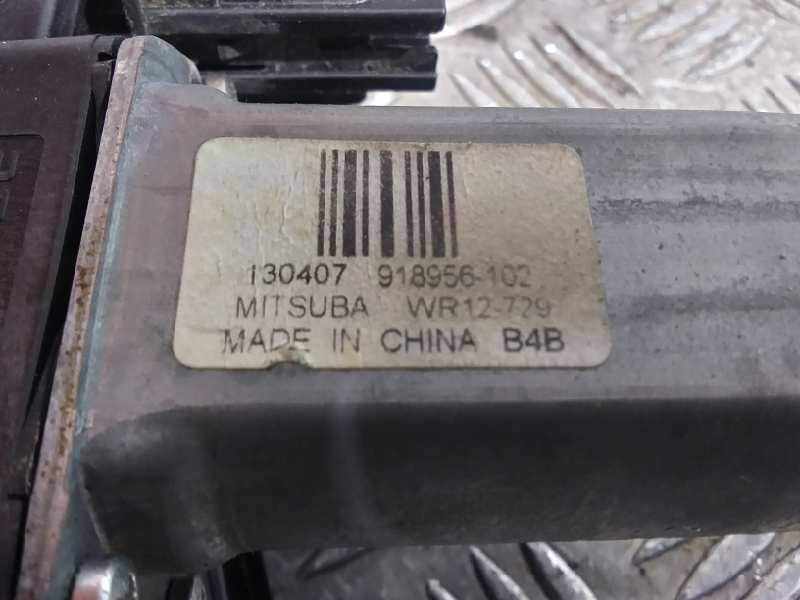 130407 918956-102
MITSUBA WR12-729
MADE IN CHINA B4B